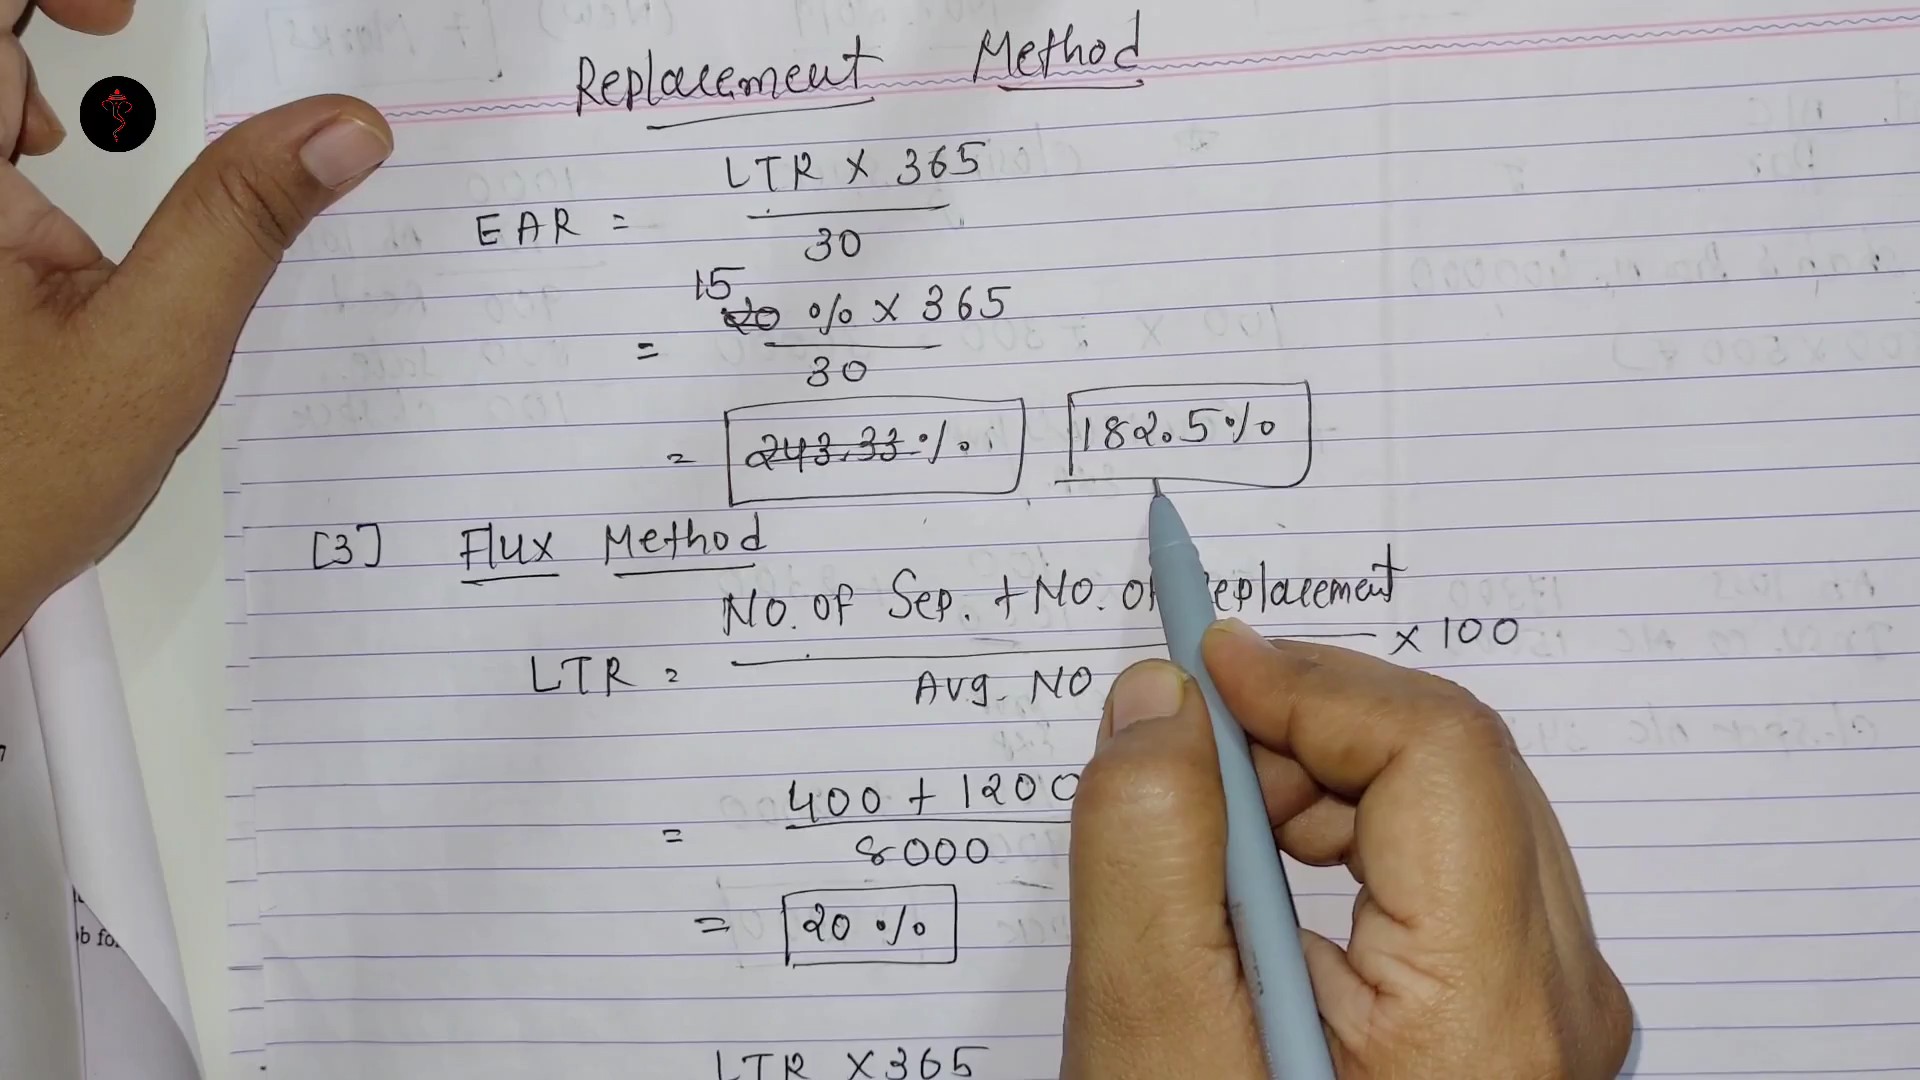 Replacement Method
LTR X 365
EAR =
30
15
20 % X 365
=
30
= 243.33 % 182.5%
[3] Flux Method
No. of Sep. + No. of Replacement
LTR = X 100
Avg. NO
400 + 1200
=
8000
= 20 %
LTR X 365
b fo